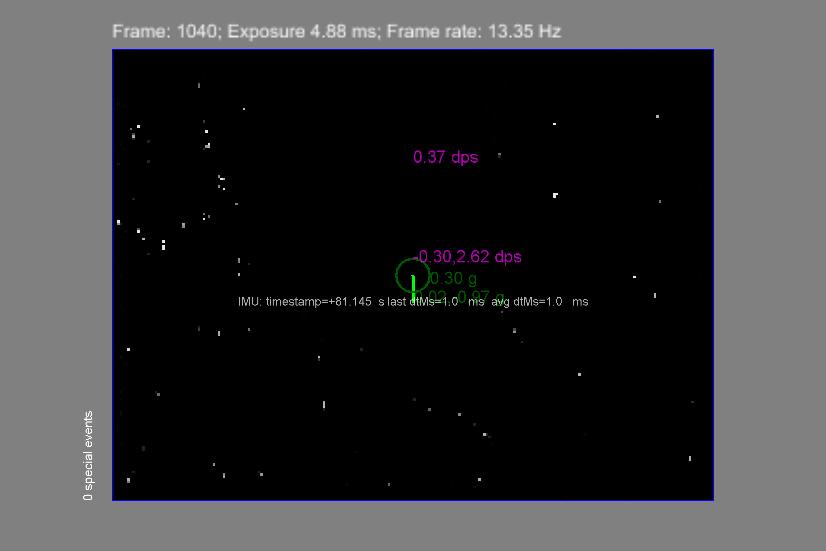 Frame: 1040; Exposure 4.88 ms; Frame rate: 13.35 Hz
0.37 dps
-0.30,2.62 dps
0.30 g
IMU: timestamp=+81.145 s last dtMs=1.0 ms avg dtMs=1.0 ms
0 special events